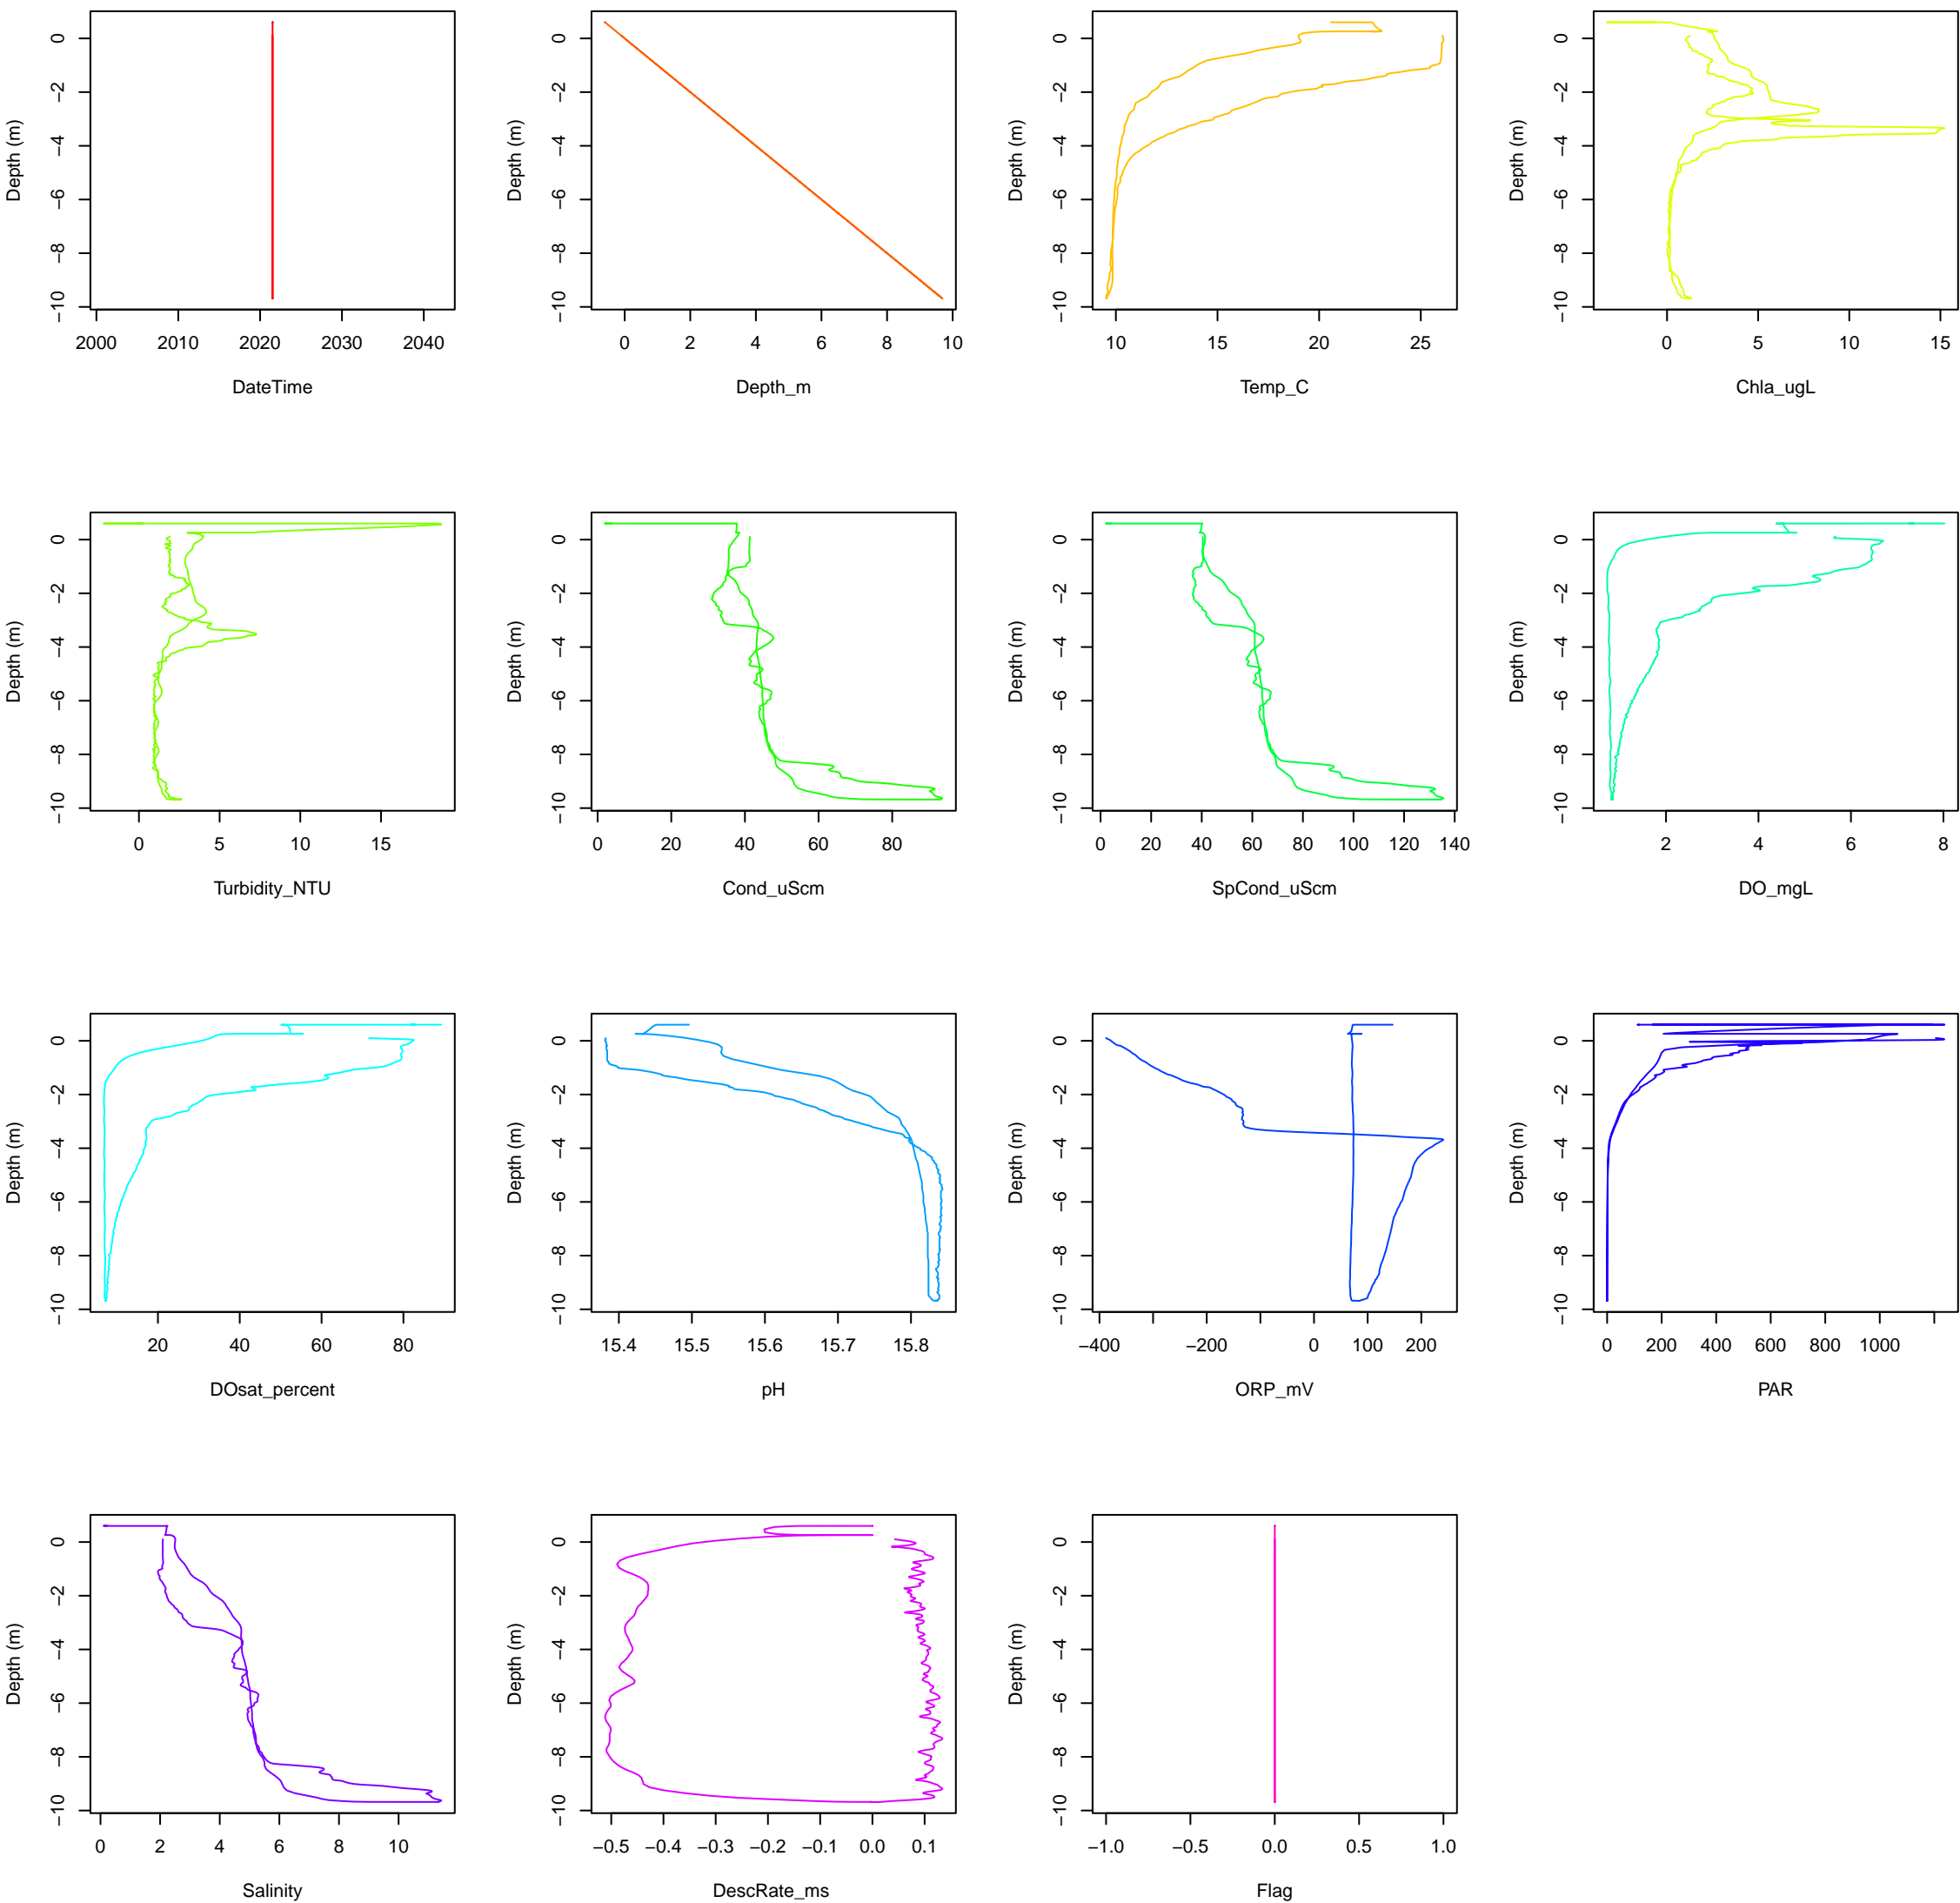 Depth (m)
0
−2
−4
−6
−8
−10
2000 2010 2020 2030 2040
DateTime
Depth (m)
0
−2
−4
−6
−8
−10
0 2 4 6 8 10
Depth_m
Depth (m)
0
−2
−4
−6
−8
−10
10 15 20 25
Temp_C
Depth (m)
0
−2
−4
−6
−8
−10
0 5 10 15
Chla_ugL
Depth (m)
0
−2
−4
−6
−8
−10
0 5 10 15
Turbidity_NTU
Depth (m)
0
−2
−4
−6
−8
−10
0 20 40 60 80
Cond_uScm
Depth (m)
0
−2
−4
−6
−8
−10
0 20 40 60 80 100 120 140
SpCond_uScm
Depth (m)
0
−2
−4
−6
−8
−10
2 4 6 8
DO_mgL
Depth (m)
0
−2
−4
−6
−8
−10
20 40 60 80
DOsat_percent
Depth (m)
0
−2
−4
−6
−8
−10
15.4 15.5 15.6 15.7 15.8
pH
Depth (m)
0
−2
−4
−6
−8
−10
−400 −200 0 100 200
ORP_mV
Depth (m)
0
−2
−4
−6
−8
−10
0 200 400 600 800 1000
PAR
Depth (m)
0
−2
−4
−6
−8
−10
0 2 4 6 8 10
Salinity
Depth (m)
0
−2
−4
−6
−8
−10
−0.5 −0.4 −0.3 −0.2 −0.1 0.0 0.1
DescRate_ms
Depth (m)
0
−2
−4
−6
−8
−10
−1.0 −0.5 0.0 0.5 1.0
Flag